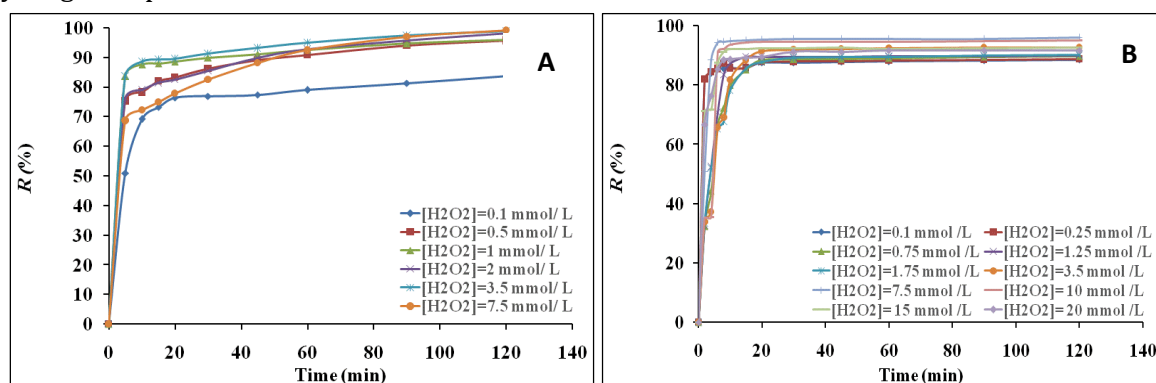 A
R (%)
100
90
80
70
60
50
40
30
20
10
0
0 20 40 60 80 100 120 140
Time (min)
[H2O2]=0.1 mmol/ L
[H2O2]=0.5 mmol/ L
[H2O2]=1 mmol/ L
[H2O2]=2 mmol/ L
[H2O2]=3.5 mmol/ L
[H2O2]=7.5 mmol/ L
B
R (%)
100
80
60
40
20
0
0 20 40 60 80 100 120 140
Time (min)
[H2O2]=0.1 mmol /L [H2O2]=0.25 mmol /L
[H2O2]=0.75 mmol /L [H2O2]=1.25 mmol /L
[H2O2]=1.75 mmol /L [H2O2]=3.5 mmol /L
[H2O2]=7.5 mmol /L [H2O2]=10 mmol /L
[H2O2]=15 mmol /L [H2O2]=20 mmol /L